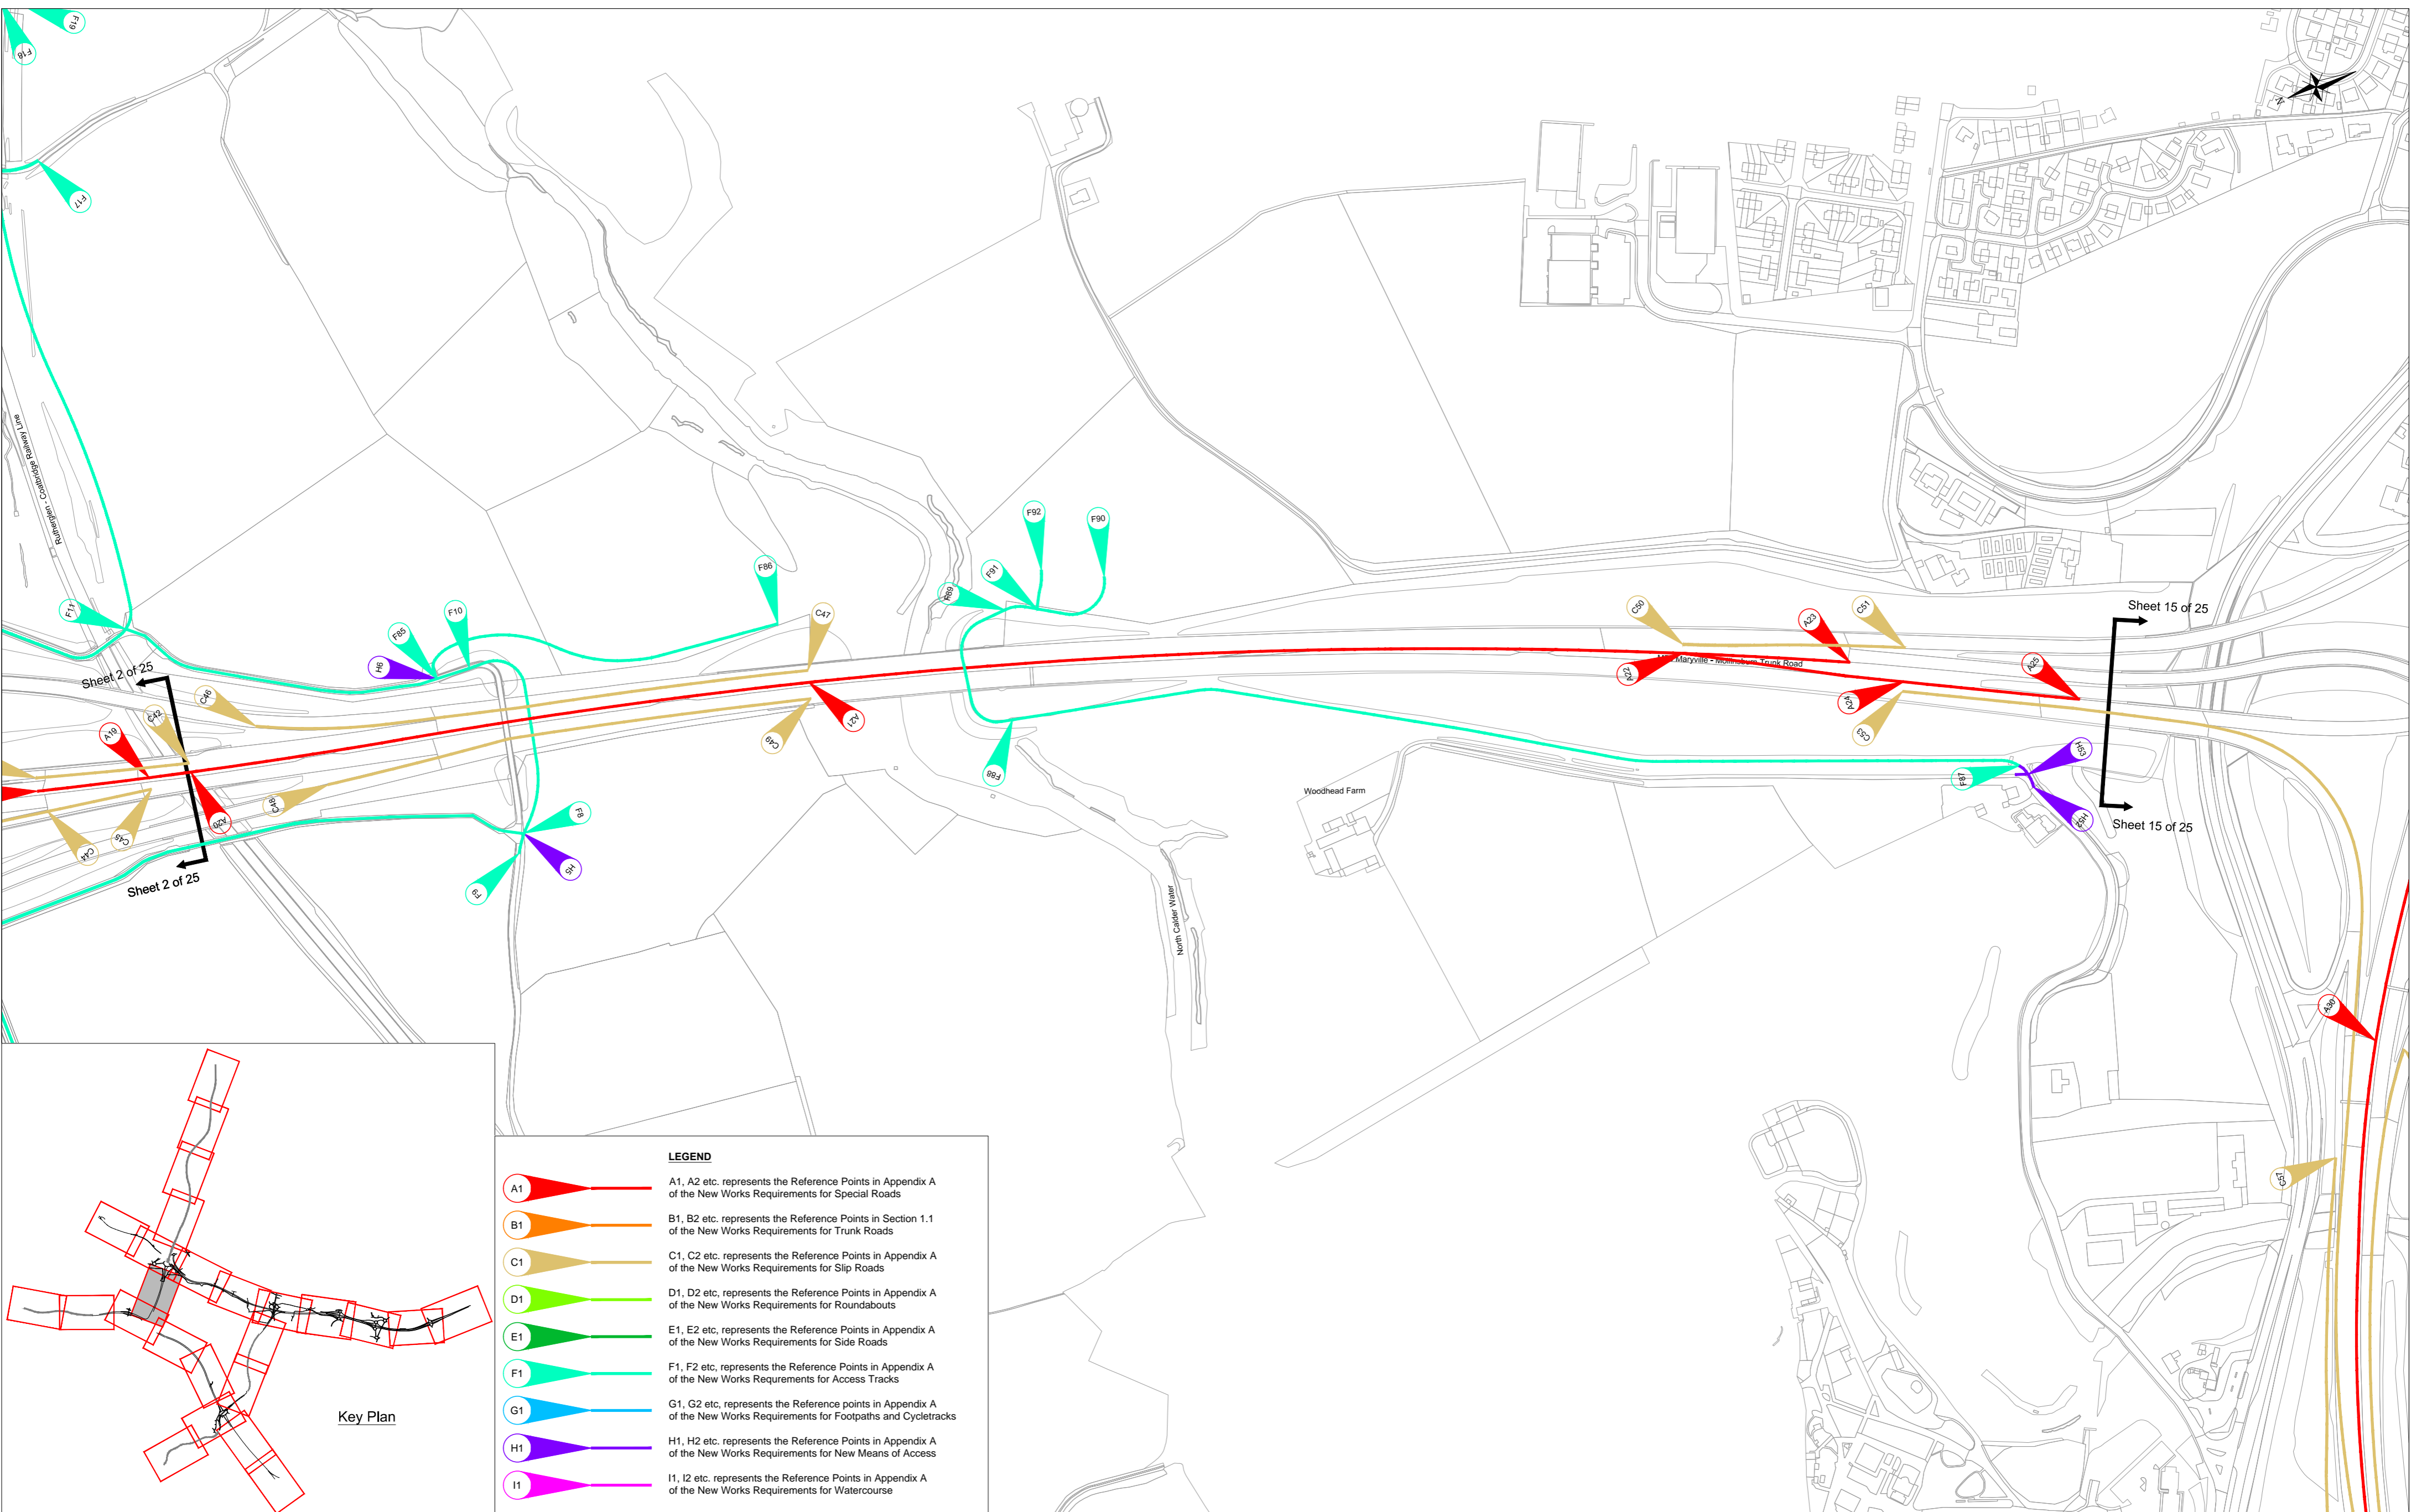 F19
F18
N
F17
Rutherglen - Coatbridge Railway Line
F92
F90
F91
F89
F86
F11
F10
F85
H6
C47
C50
A23
C51
Sheet 15 of 25
Maryville - Mollinsburn Trunk Road
A22
A25
Sheet 2 of 25
C46
C42
A19
A21
C49
A24
C53
H53
F88
F87
Woodhead Farm
C48
A20
C45
C44
F8
H52
Sheet 15 of 25
H5
Sheet 2 of 25
F9
North Calder Water
A30
C57
Key Plan
LEGEND
A1
A1, A2 etc. represents the Reference Points in Appendix A
of the New Works Requirements for Special Roads
B1
B1, B2 etc. represents the Reference Points in Section 1.1
of the New Works Requirements for Trunk Roads
C1
C1, C2 etc. represents the Reference Points in Appendix A
of the New Works Requirements for Slip Roads
D1
D1, D2 etc, represents the Reference Points in Appendix A
of the New Works Requirements for Roundabouts
E1
E1, E2 etc, represents the Reference Points in Appendix A
of the New Works Requirements for Side Roads
F1
F1, F2 etc, represents the Reference Points in Appendix A
of the New Works Requrements for Access Tracks
G1
G1, G2 etc, represents the Reference points in Appendix A
of the New Works Requirements for Footpaths and Cycletracks
H1
H1, H2 etc. represents the Reference Points in Appendix A
of the New Works Requirements for New Means of Access
I1
I1, I2 etc. represents the Reference Points in Appendix A
of the New Works Requirements for Watercourse